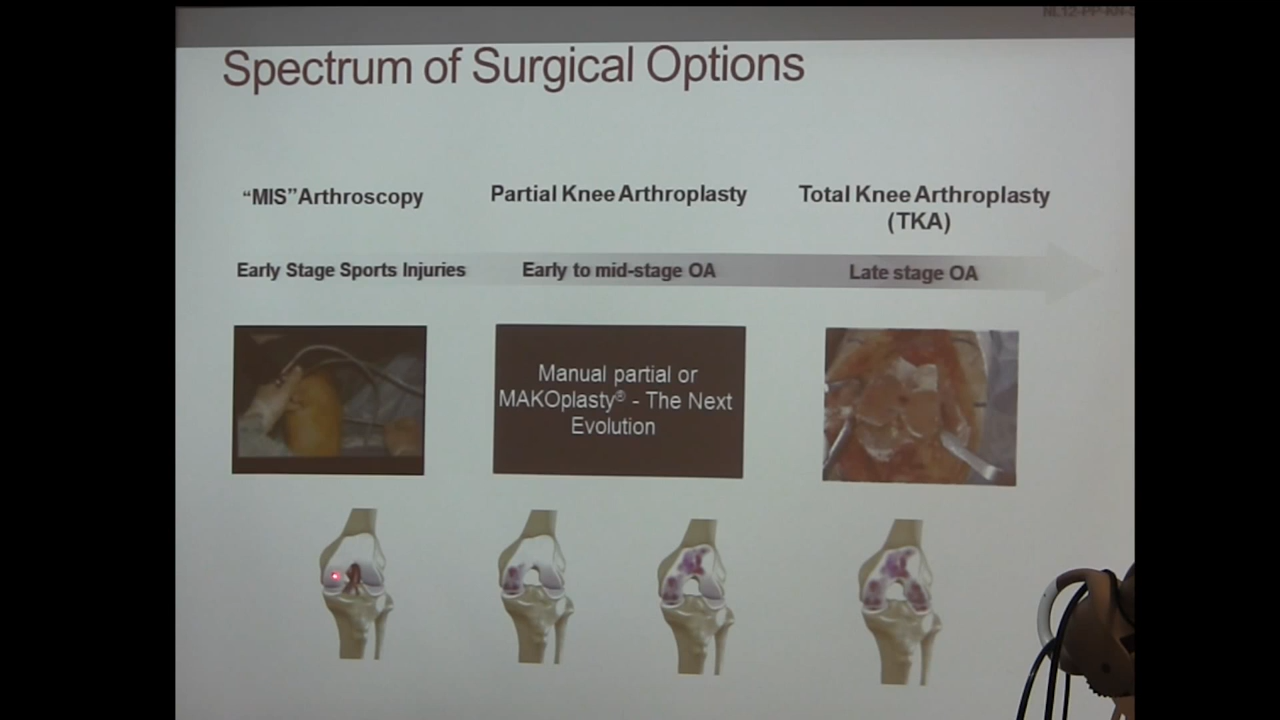 Spectrum of Surgical Options
“MIS”Arthroscopy
Partial Knee Arthroplasty
Total Knee Arthroplasty
(TKA)
Early Stage Sports Injuries
Early to mid-stage OA
Late stage OA
Manual partial or
MAKOplasty® - The Next
Evolution